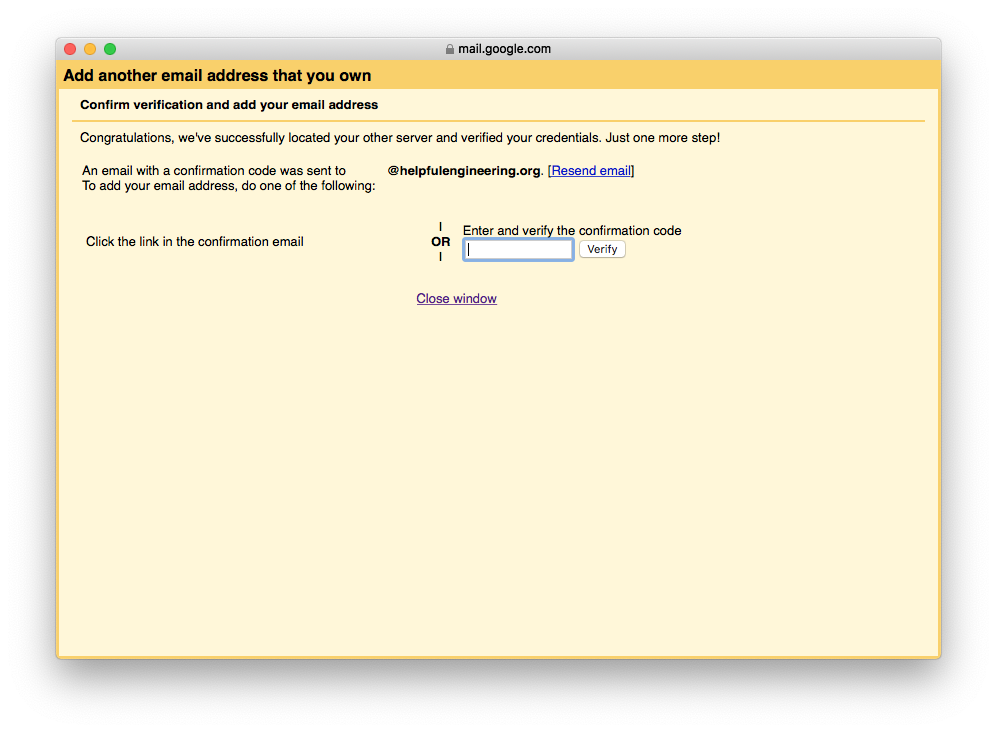 mail.google.com
Add another email address that you own
Confirm verification and add your email address
Congratulations, we've successfully located your other server and verified your credentials. Just one more step!
An email with a confirmation code was sent to @helpfulengineering.org. [Resend email]
To add your email address, do one of the following:
Click the link in the confirmation email
|
OR
|
Enter and verify the confirmation code
Verify
Close window